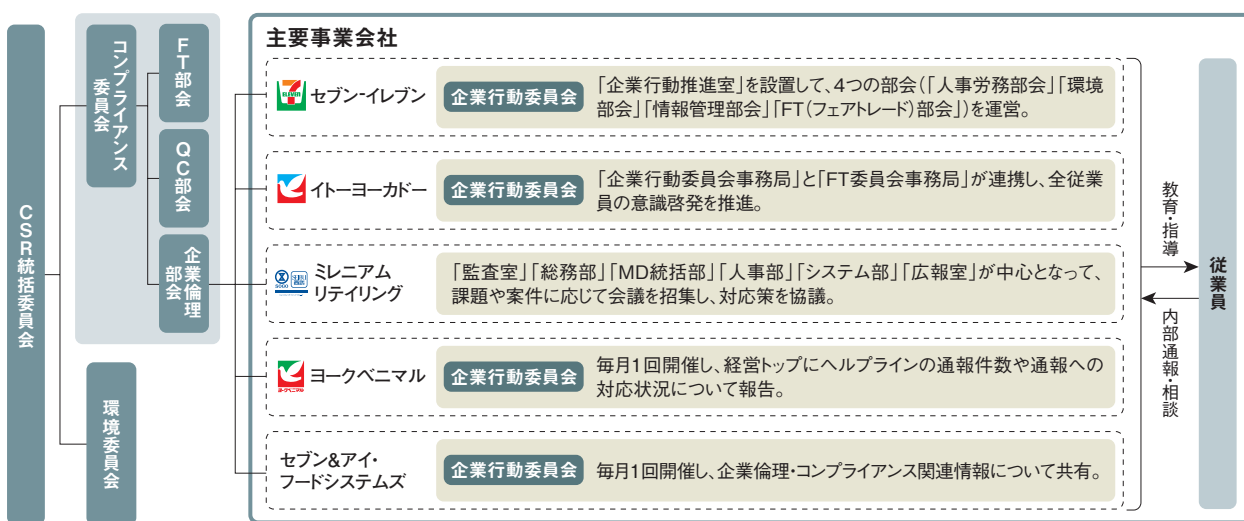 CSR統括委員会
コンプライアンス
委員会
環境委員会
FT部会
QC部会
企業倫理
部会
主要事業会社
ELEVEN
セブン-イレブン
企業行動委員会
「企業行動推進室」を設置して、4つの部会(「人事労務部会」「環境
部会」「情報管理部会」「FT(フェアトレード)部会」)を運営。
イトーヨーカドー
企業行動委員会
「企業行動委員会事務局」と「FT委員会事務局」が連携し、全従業
員の意識啓発を推進。
SOGO
SEIBU
西武
ミレニアム
リテイリング
「監査室」「総務部」「MD統括部」「人事部」「システム部」「広報室」が中心となって、
課題や案件に応じて会議を招集し、対応策を協議。
ヨークベニマル
ヨークベニマル
企業行動委員会
毎月1回開催し、経営トップにヘルプラインの通報件数や通報への
対応状況について報告。
セブン&アイ・
フードシステムズ
企業行動委員会
毎月1回開催し、企業倫理・コンプライアンス関連情報について共有。
教育・指導
内部通報・相談
従業員